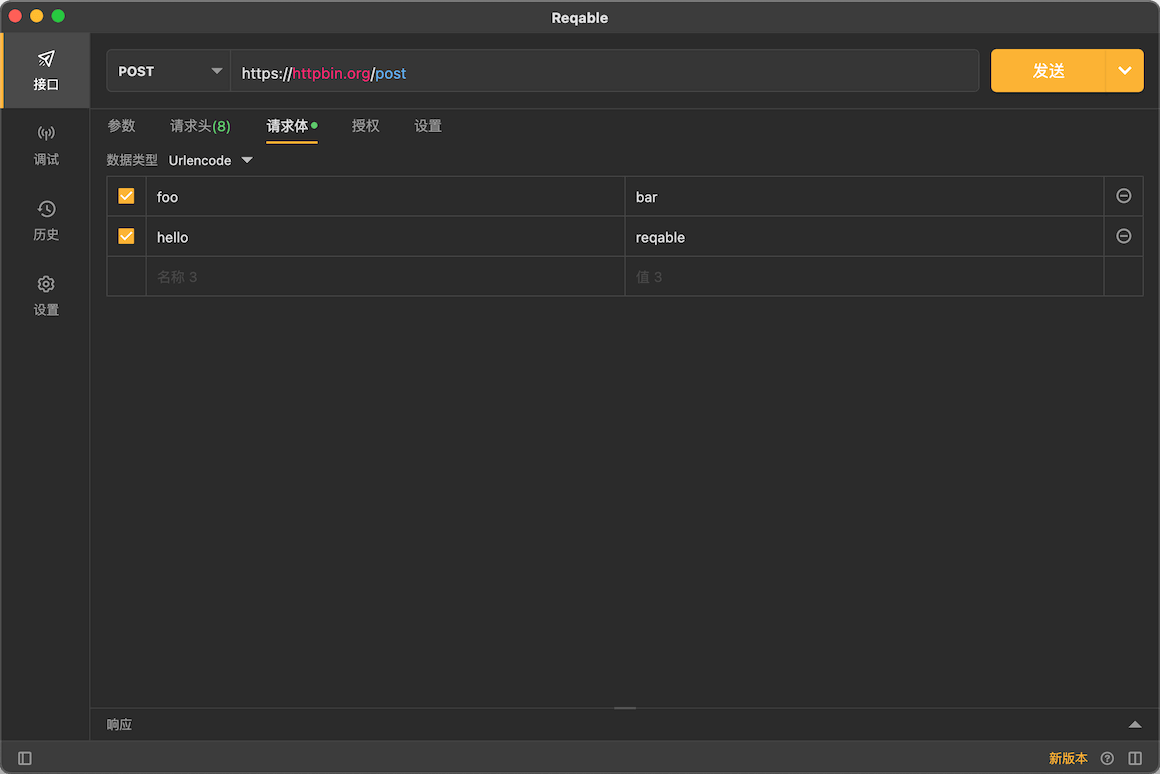 Reqable
接口
调试
历史
设置
POST
https://httpbin.org/post
发送
参数
请求头(8)
请求体
授权
设置
数据类型 Urlencode
foo bar
hello reqable
名称 3 值 3
响应
新版本